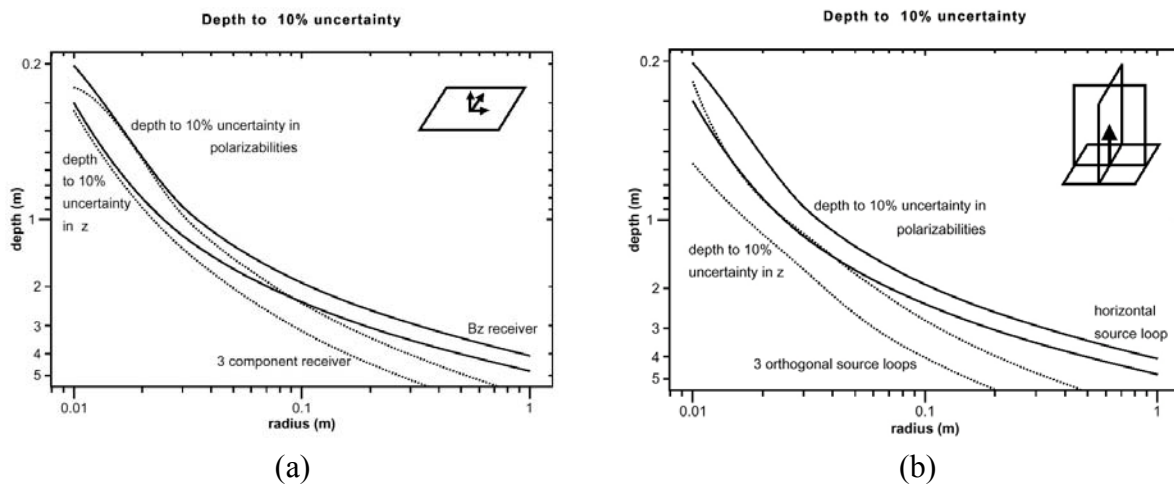 Depth to 10% uncertainty
0.2
1
2
3
4
5
depth (m)
depth to 10% uncertainty in
polarizabilities
depth
to 10%
uncertainty
in z
Bz receiver
3 component receiver
0.01
0.1
1
radius (m)
(a)
Depth to 10% uncertainty
0.2
1
2
3
4
5
depth (m)
depth to 10% uncertainty in
polarizabilities
depth to 10%
uncertainty in z
horizontal
source loop
3 orthogonal source loops
0.01
0.1
1
radius (m)
(b)